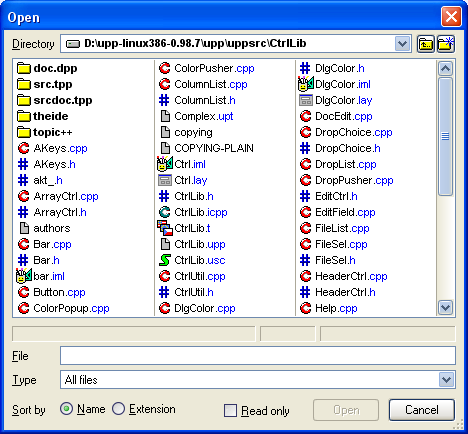 Open
Directory D:\upp-linux386-0.98.7\upp\uppsrc\CtrlLib
doc.dpp
src.tpp
srcdoc.tpp
theide
topic++
AKeys.cpp
AKeys.h
akt_.h
ArrayCtrl.cpp
ArrayCtrl.h
authors
Bar.cpp
Bar.h
bar.iml
Button.cpp
ColorPopup.cpp
ColorPusher.cpp
ColumnList.cpp
ColumnList.h
Complex.upt
copying
COPYING-PLAIN
Ctrl.iml
Ctrl.lay
CtrlLib.h
CtrlLib.icpp
CtrlLib.t
CtrlLib.upp
CtrlLib.usc
CtrlUtil.cpp
CtrlUtil.h
DlgColor.cpp
DlgColor.h
DlgColor.iml
DlgColor.lay
DocEdit.cpp
DropChoice.cpp
DropChoice.h
DropList.cpp
DropPusher.cpp
EditCtrl.h
EditField.cpp
FileList.cpp
FileSel.cpp
FileSel.h
HeaderCtrl.cpp
HeaderCtrl.h
Help.cpp
File
Type All files
Sort by Name Extension Read only Open Cancel